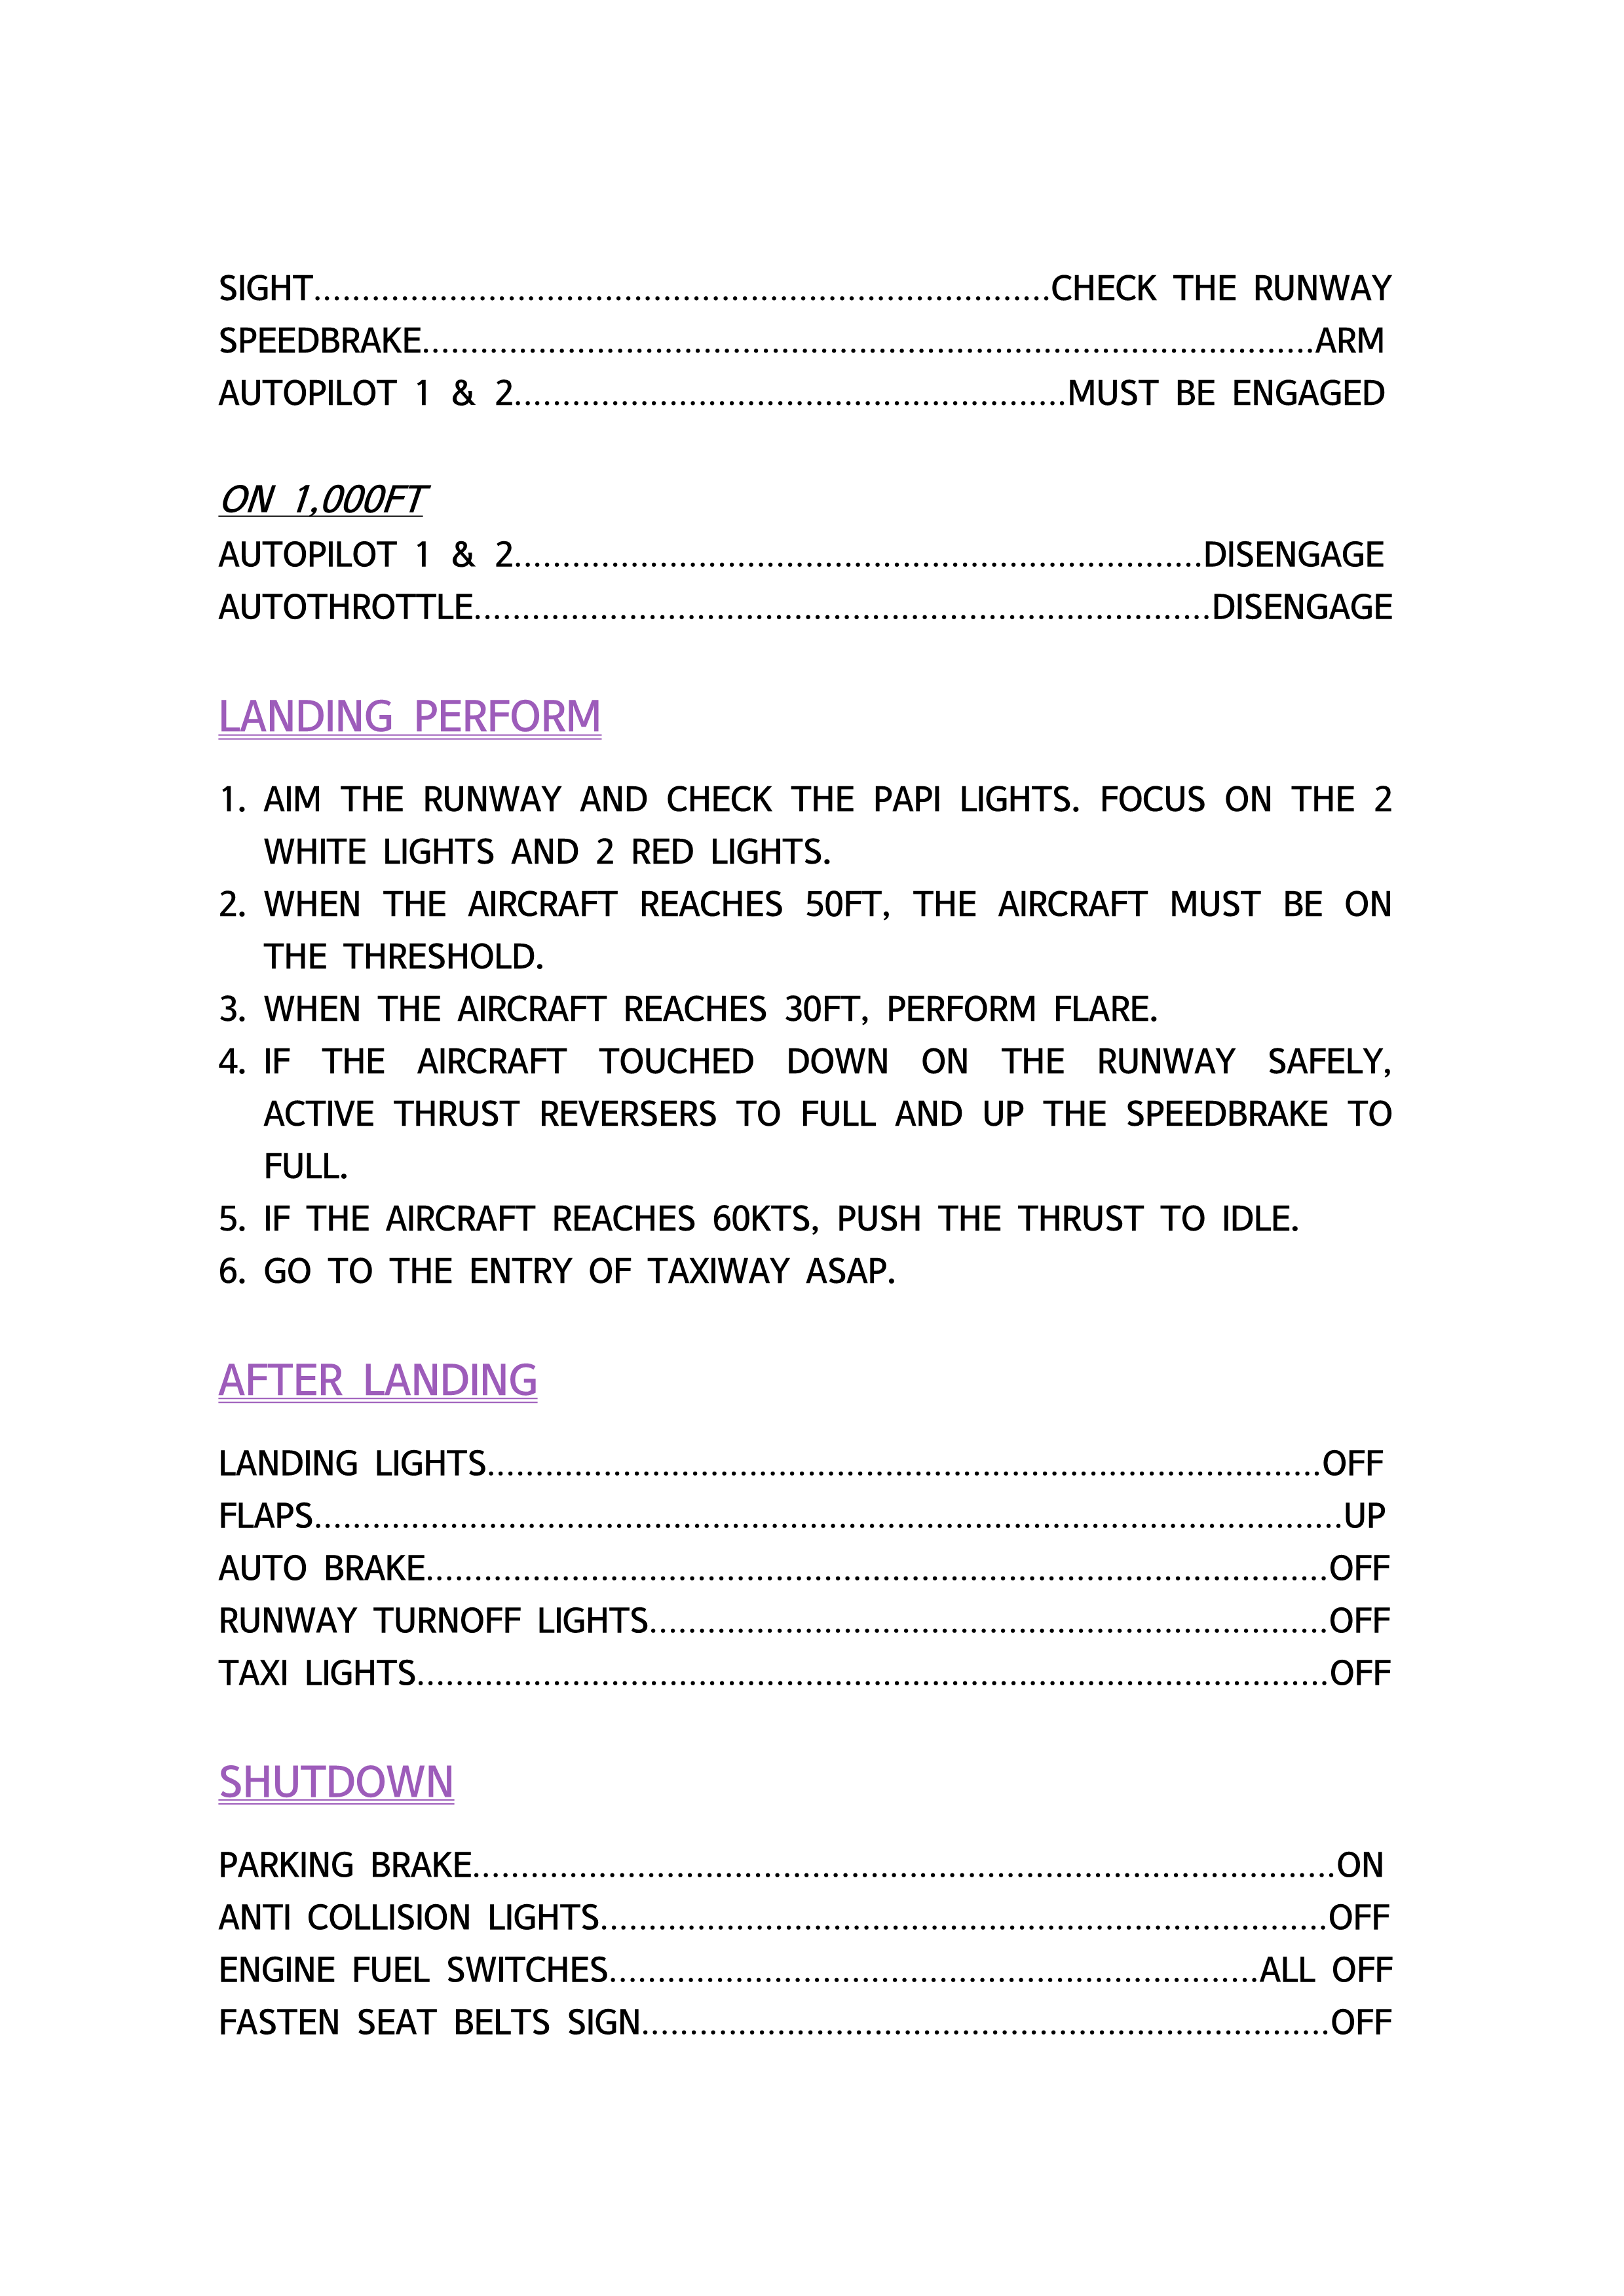 SIGHT............................................................................CHECK THE RUNWAY
SPEEDBRAKE............................................................................................ARM
AUTOPILOT 1 & 2.........................................................MUST BE ENGAGED
ON 1,000FT
AUTOPILOT 1 & 2.......................................................................DISENGAGE
AUTOTHROTTLE............................................................................DISENGAGE
LANDING PERFORM
1. AIM THE RUNWAY AND CHECK THE PAPI LIGHTS. FOCUS ON THE 2
WHITE LIGHTS AND 2 RED LIGHTS.
2. WHEN THE AIRCRAFT REACHES 50FT, THE AIRCRAFT MUST BE ON
THE THRESHOLD.
3. WHEN THE AIRCRAFT REACHES 30FT, PERFORM FLARE.
4. IF THE AIRCRAFT TOUCHED DOWN ON THE RUNWAY SAFELY,
ACTIVE THRUST REVERSERS TO FULL AND UP THE SPEEDBRAKE TO
FULL.
5. IF THE AIRCRAFT REACHES 60KTS, PUSH THE THRUST TO IDLE.
6. GO TO THE ENTRY OF TAXIWAY ASAP.
AFTER LANDING
LANDING LIGHTS......................................................................................OFF
FLAPS..........................................................................................................UP
AUTO BRAKE.............................................................................................OFF
RUNWAY TURNOFF LIGHTS......................................................................OFF
TAXI LIGHTS..............................................................................................OFF
SHUTDOWN
PARKING BRAKE.........................................................................................ON
ANTI COLLISION LIGHTS...........................................................................OFF
ENGINE FUEL SWITCHES...................................................................ALL OFF
FASTEN SEAT BELTS SIGN.......................................................................OFF